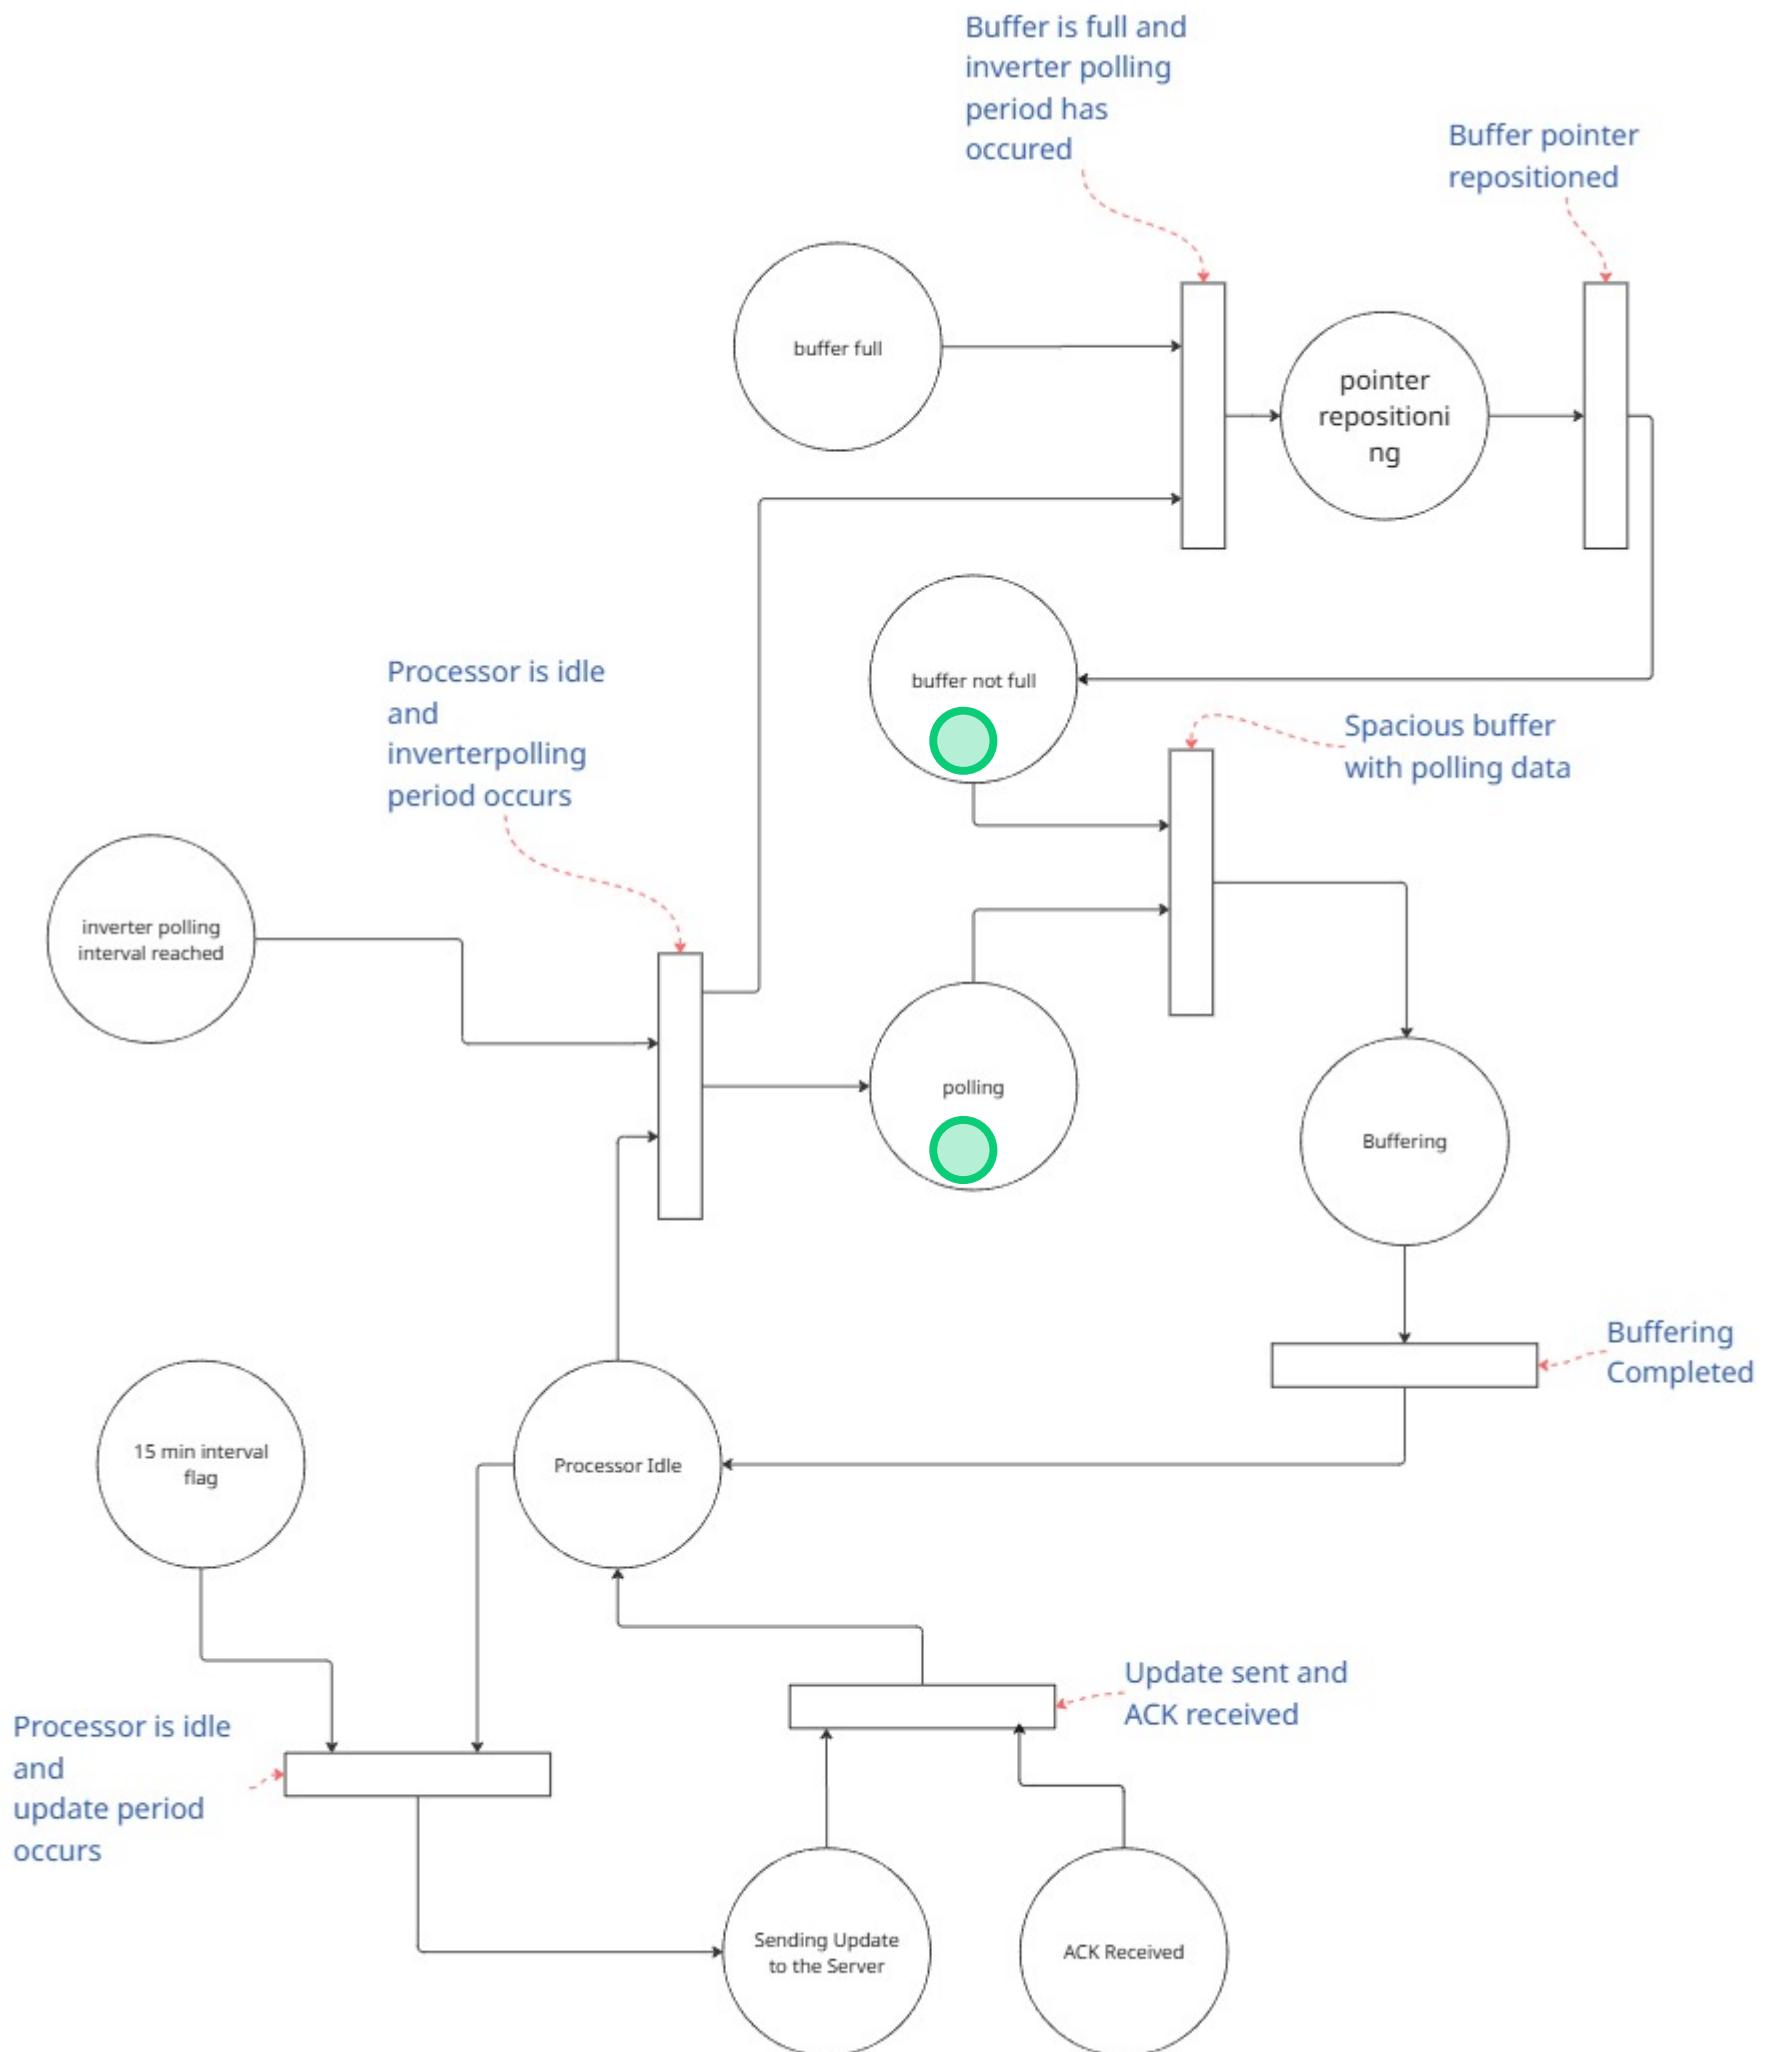 Buffer is full and
inverter polling
period has
occured
Buffer pointer
repositioned
buffer full
pointer
repositioni
ng
buffer not full
Processor is idle
and
inverterpolling
period occurs
Spacious buffer
with polling data
inverter polling
interval reached
polling
Buffering
Buffering
Completed
15 min interval
flag
Processor Idle
Update sent and
ACK received
Processor is idle
and
update period
occurs
Sending Update
to the Server
ACK Received